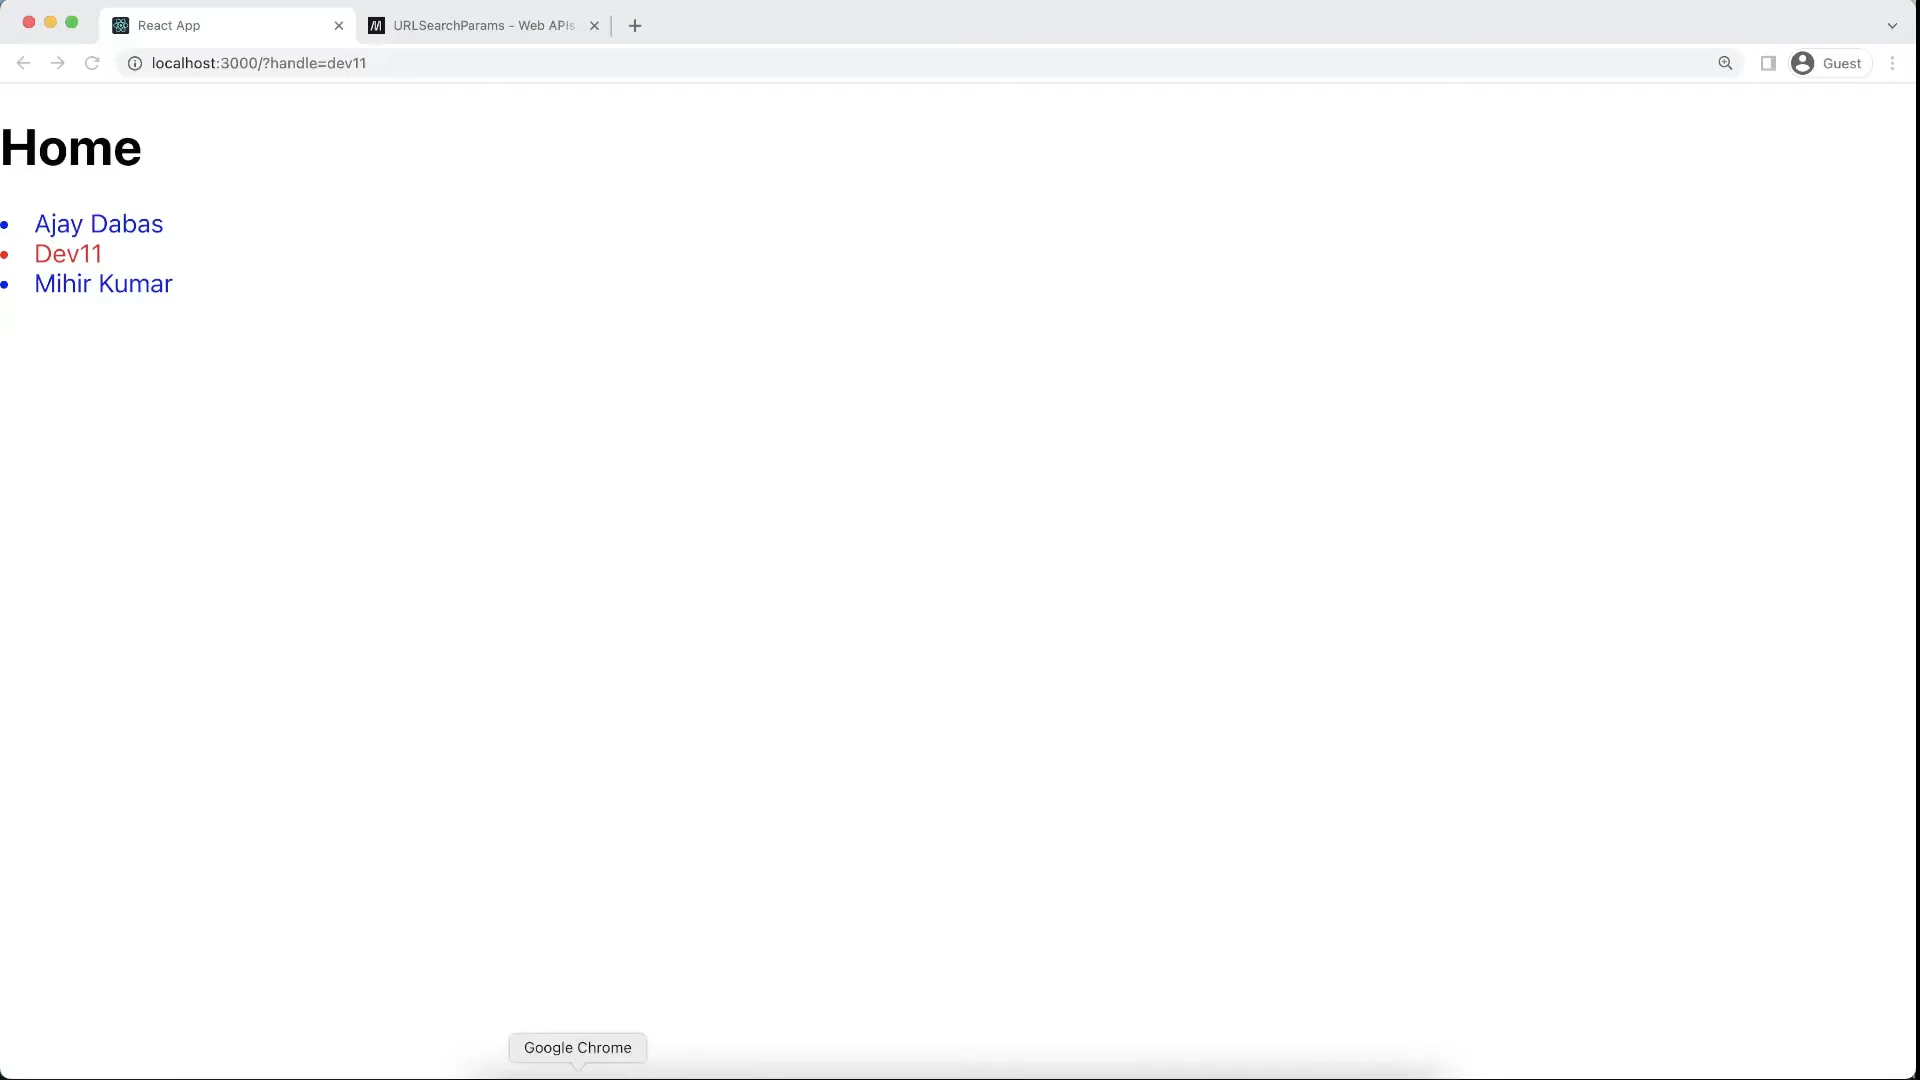 React App
URLSearchParams - Web APIs
localhost:3000/?handle=dev11
Guest
Home
Ajay Dabas
Dev11
Mihir Kumar
Google Chrome